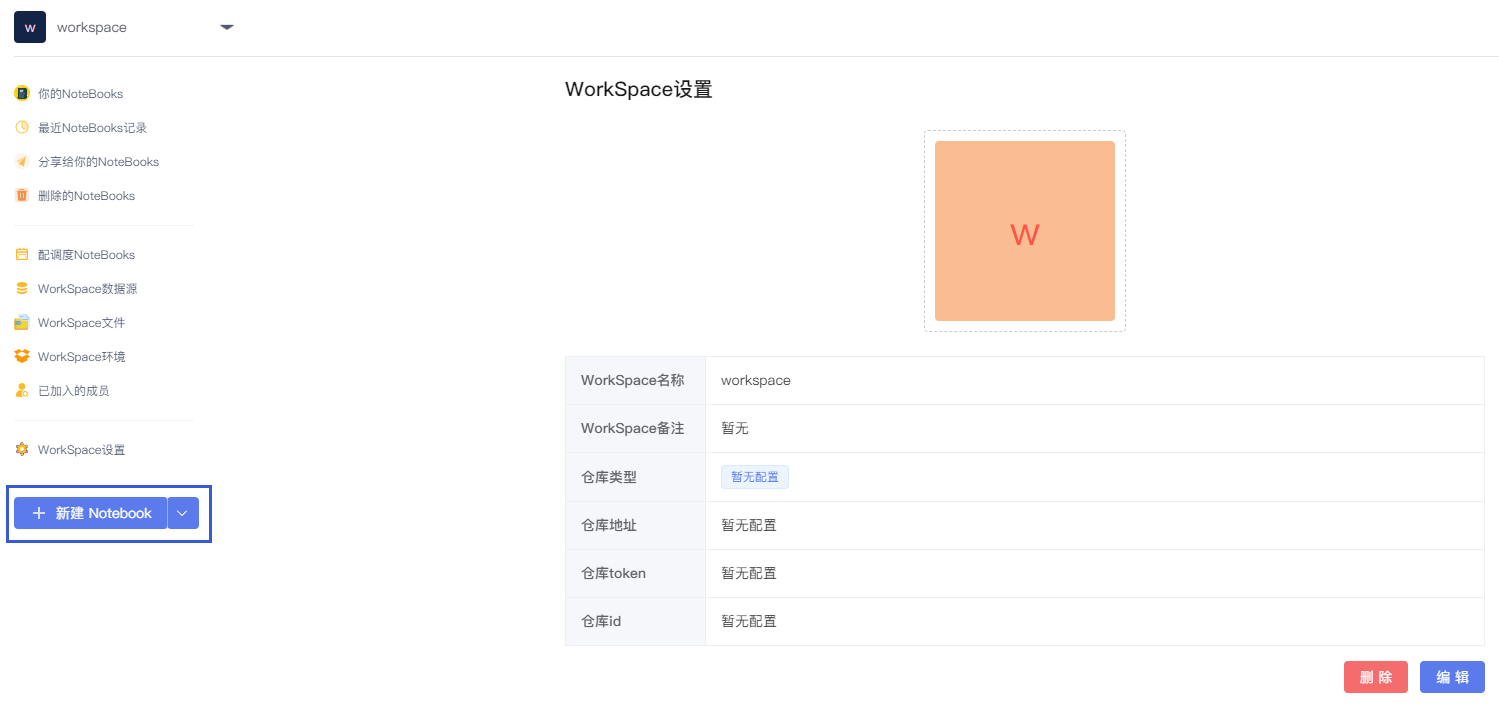 w workspace
你的NoteBooks
最近NoteBooks记录
分享给你的NoteBooks
删除的NoteBooks
配调度NoteBooks
WorkSpace数据源
WorkSpace文件
WorkSpace环境
已加入的成员
WorkSpace设置
新建 Notebook
WorkSpace设置
W
WorkSpace名称 workspace
WorkSpace备注 暂无
仓库类型 暂无配置
仓库地址 暂无配置
仓库token 暂无配置
仓库id 暂无配置
删 除 编 辑